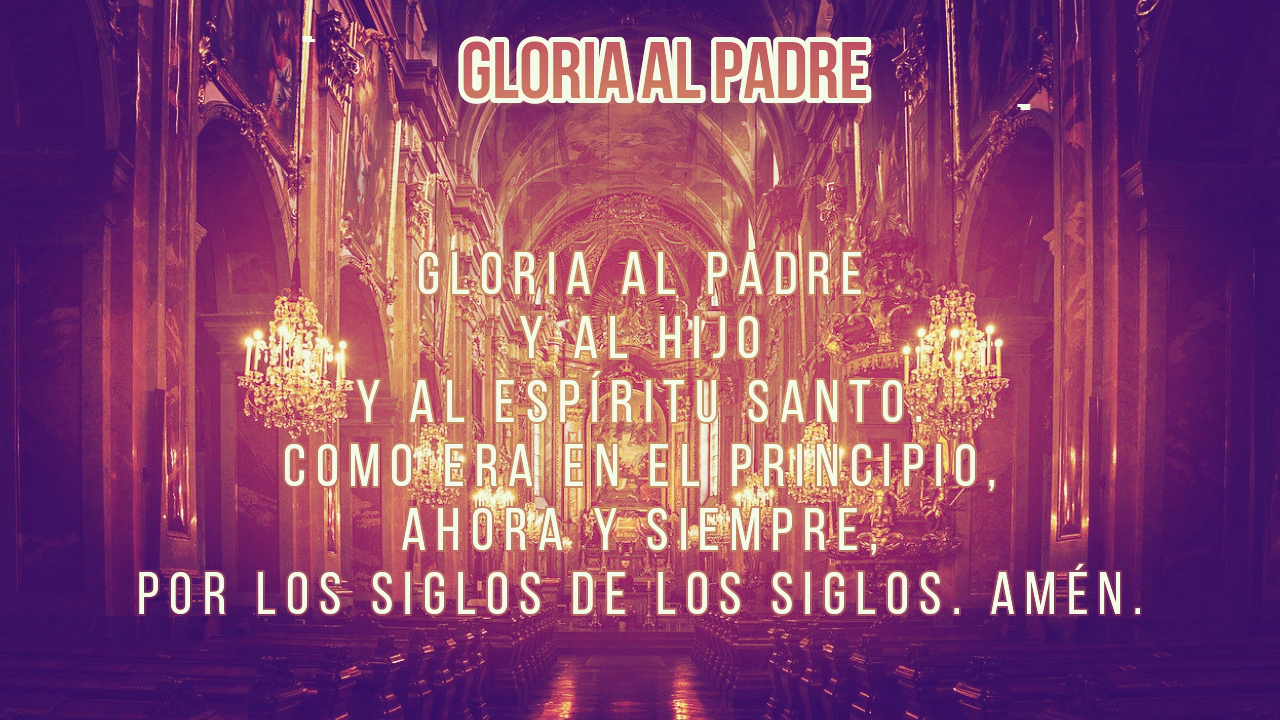 GLORIA AL PADRE
GLORIA AL PADRE
Y AL HIJO
Y AL ESPÍRITU SANTO.
COMO ERA EN EL PRINCIPIO,
AHORA Y SIEMPRE,
POR LOS SIGLOS DE LOS SIGLOS. AMÉN.